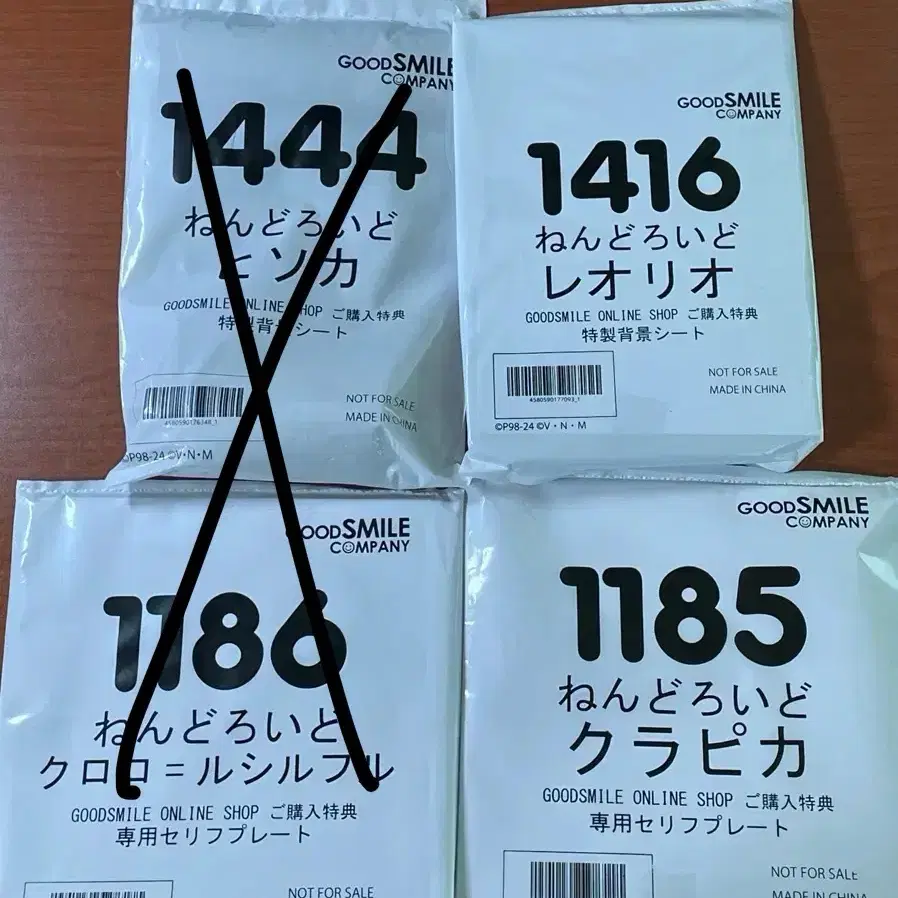 GOODSMILE
COMPANY
1444
ねんどろいど
ヒソカ
GOODSMILE ONLINE SHOP ご購入特典
特製背景シート
4580590176348_1
NOT FOR SALE
MADE IN CHINA
©P98-24 ©V・N・M
GOODSMILE
COMPANY
1416
ねんどろいど
レオリオ
GOODSMILE ONLINE SHOP ご購入特典
特製背景シート
4580590177093_1
NOT FOR SALE
MADE IN CHINA
©P98-24 ©V・N・M
GOODSMILE
COMPANY
1186
ねんどろいど
クロロ=ルシルフル
GOODSMILE ONLINE SHOP ご購入特典
専用セリフプレート
NOT FOR SALE
GOODSMILE
COMPANY
1185
ねんどろいど
クラピカ
GOODSMILE ONLINE SHOP ご購入特典
専用セリフプレート
NOT FOR SALE
MADE IN CHINA